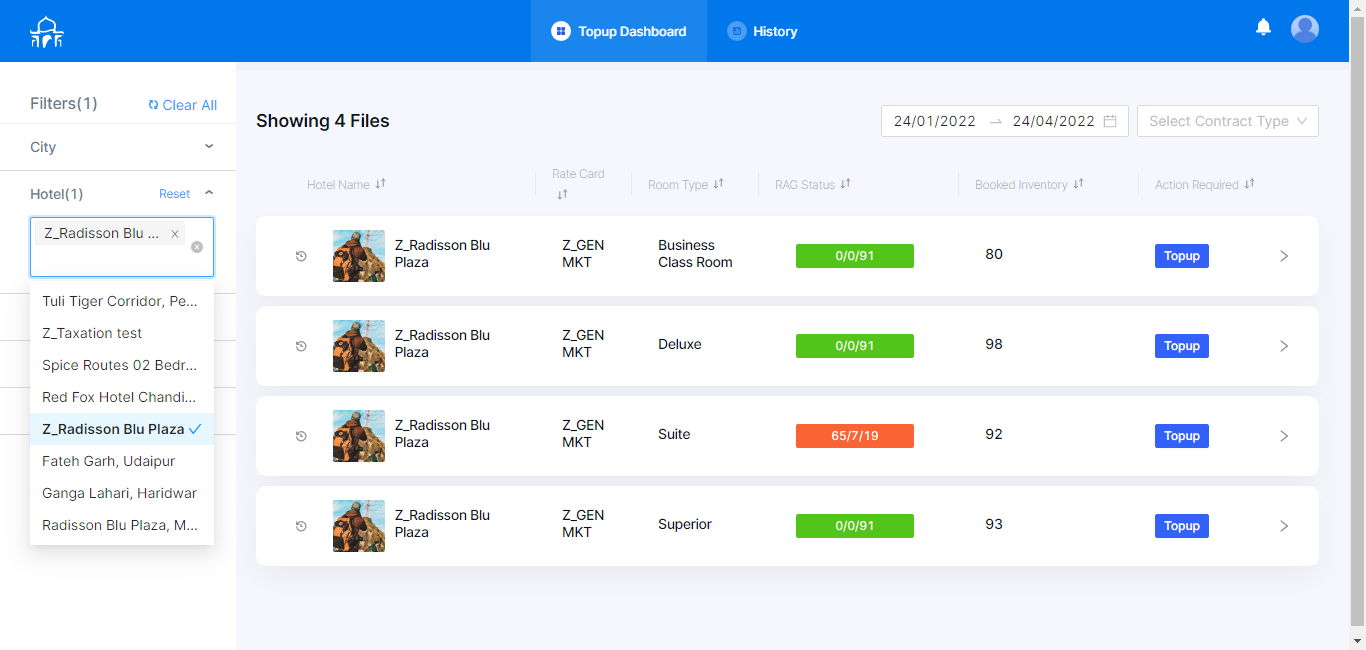 Topup Dashboard
History
Filters(1)
Clear All
City
Hotel(1)
Reset
Z_Radisson Blu ...
Tuli Tiger Corridor, Pe...
Z_Taxation test
Spice Routes 02 Bedr...
Red Fox Hotel Chandi...
Z_Radisson Blu Plaza
Fateh Garh, Udaipur
Ganga Lahari, Haridwar
Radisson Blu Plaza, M...
Showing 4 Files
24/01/2022 → 24/04/2022
Select Contract Type
Hotel Name
Rate Card
Room Type
RAG Status
Booked Inventory
Action Required
Z_Radisson Blu
Plaza
Z_GEN
MKT
Business
Class Room
0/0/91
80
Topup
Z_Radisson Blu
Plaza
Z_GEN
MKT
Deluxe
0/0/91
98
Topup
Z_Radisson Blu
Plaza
Z_GEN
MKT
Suite
65/7/19
92
Topup
Z_Radisson Blu
Plaza
Z_GEN
MKT
Superior
0/0/91
93
Topup